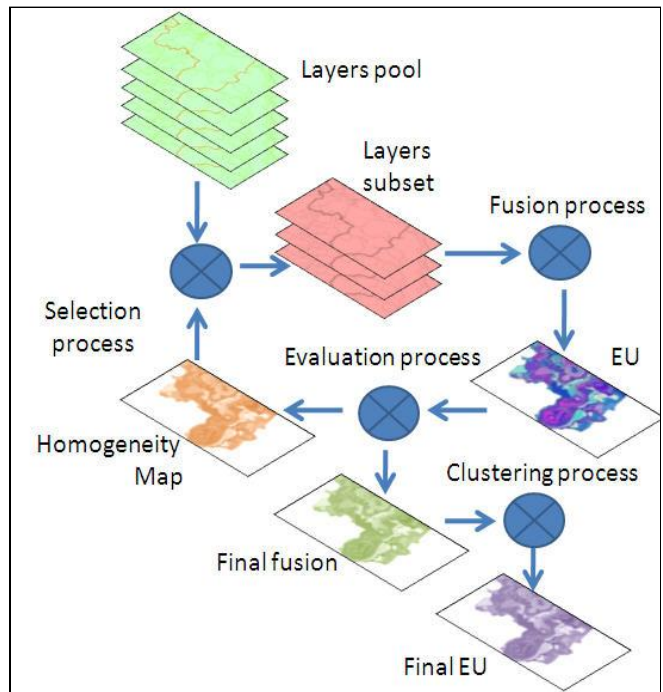 Layers pool
Layers
subset
Fusion process
Selection
process
Evaluation process
EU
Homogeneity
Map
Clustering process
Final fusion
Final EU